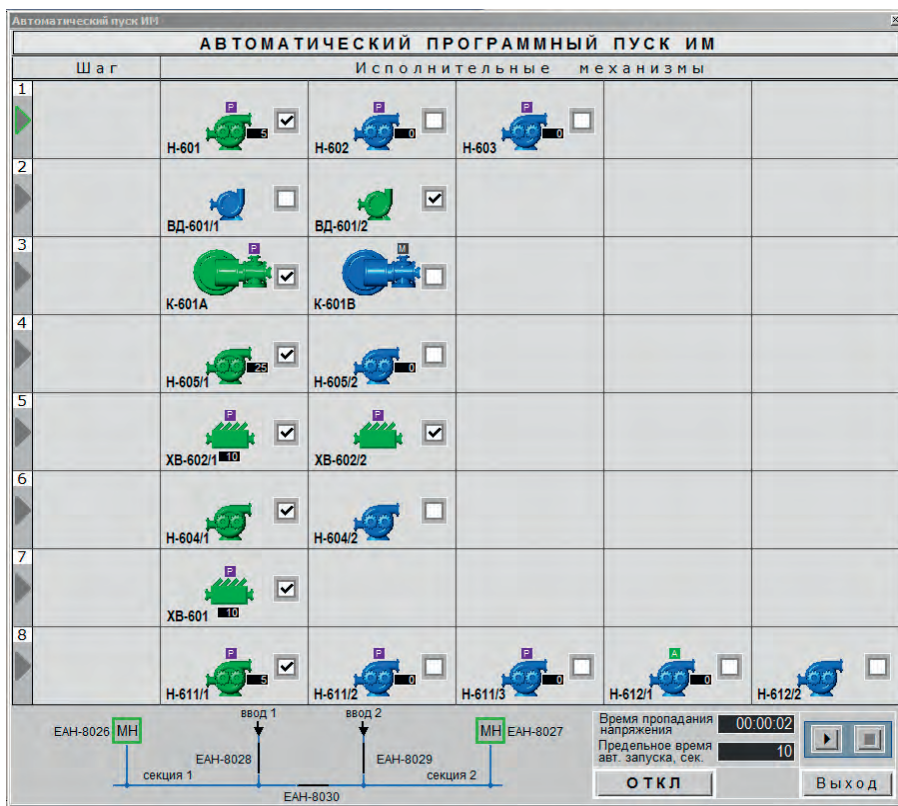 Автоматический пуск ИМ
АВТОМАТИЧЕСКИЙ ПРОГРАММНЫЙ ПУСК ИМ
Шаг Исполнительные механизмы
1
P P P
5 0 0
Н-601 Н-602 Н-603
2
ВД-601/1 ВД-601/2
3
P M
К-601А К-601В
4
25 0
Н-605/1 Н-605/2
5
P P
ХВ-602/1 10 ХВ-602/2
6
Н-604/1 Н-604/2
7
P
ХВ-601 10
8
P P P A
5 0 0 0
Н-611/1 Н-611/2 Н-611/3 Н-612/1 Н-612/2
ввод 1 ввод 2
ЕАН-8026 МН МН ЕАН-8027
ЕАН-8028 ЕАН-8029
секция 1 секция 2
ЕАН-8030
Время пропадания
напряжения 00:00:02
Предельное время
авт. запуска, сек. 10
ОТКЛ Выход